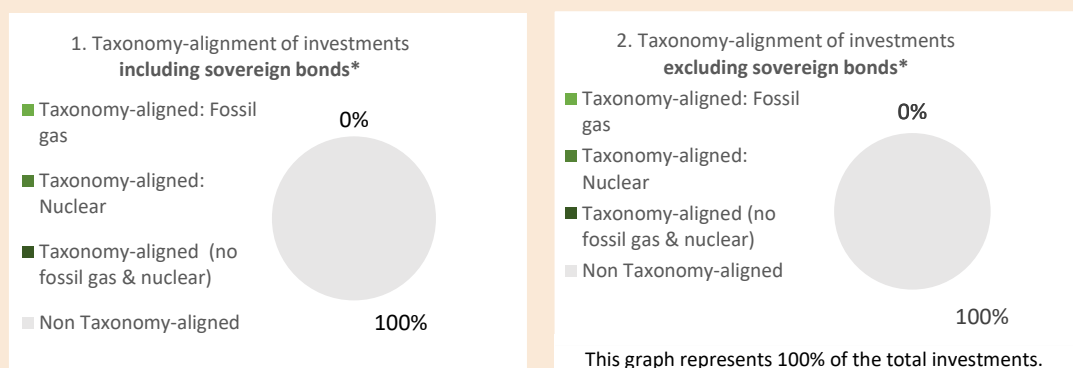 1. Taxonomy-alignment of investments
including sovereign bonds*
Taxonomy-aligned: Fossil
gas
Taxonomy-aligned:
Nuclear
Taxonomy-aligned (no
fossil gas & nuclear)
Non Taxonomy-aligned
0%
100%
2. Taxonomy-alignment of investments
excluding sovereign bonds*
Taxonomy-aligned: Fossil
gas
Taxonomy-aligned:
Nuclear
Taxonomy-aligned (no
fossil gas & nuclear)
Non Taxonomy-aligned
0%
100%
This graph represents 100% of the total investments.